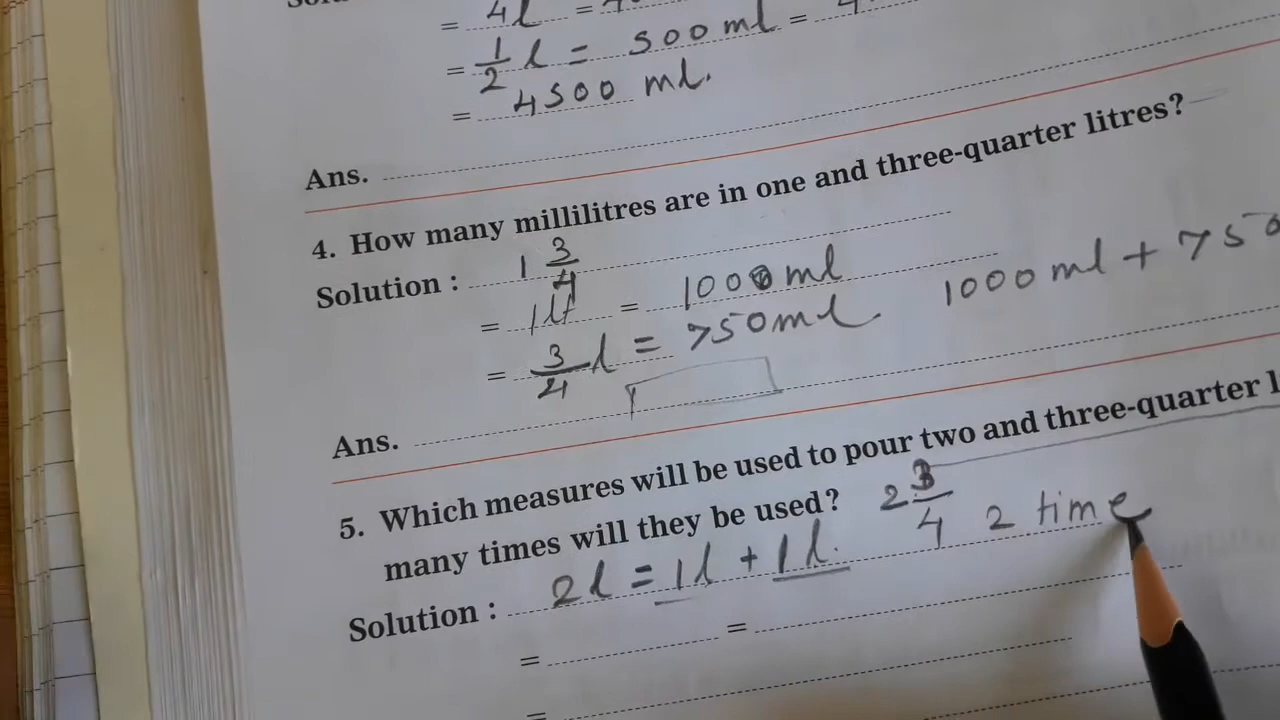 = 4l =
= 1/2 l = 500 ml =
= 4500 ml.
Ans.
4. How many millilitres are in one and three-quarter litres?
Solution : 1 3/4
= 1lt = 1000 ml
= 3/4 l = 750ml 1000 ml + 750
Ans.
5. Which measures will be used to pour two and three-quarter l
many times will they be used? 2 3/4 2 time
Solution : 2l = 1l + 1l.
= =
=